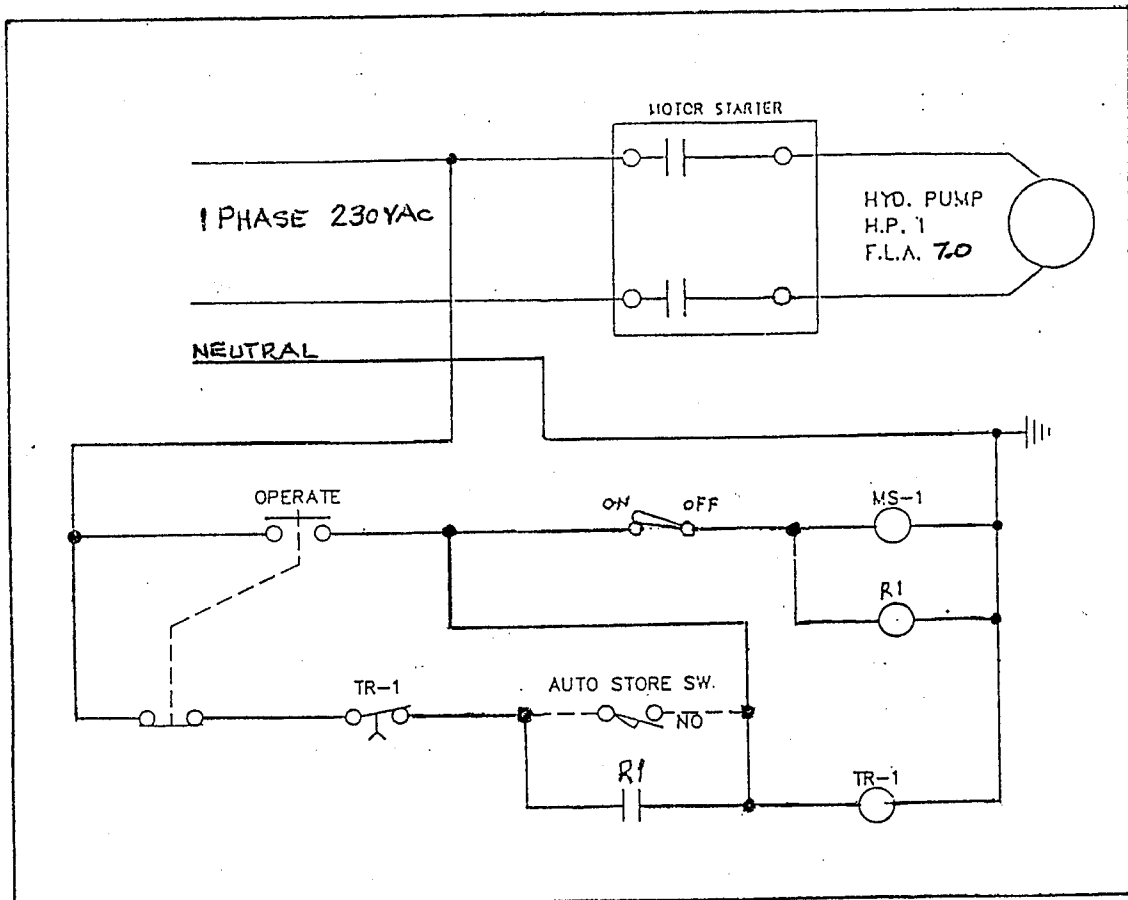 MOTOR STARTER
1 PHASE 230VAC
HYD. PUMP
H.P. 1
F.L.A. 7.0
NEUTRAL
OPERATE
ON
OFF
MS-1
R1
TR-1
AUTO STORE SW.
NO
R1
TR-1